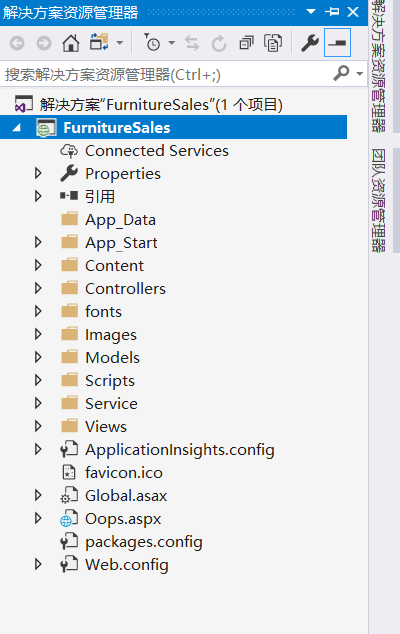 解决方案资源管理器
搜索解决方案资源管理器(Ctrl+;)
解决方案“FurnitureSales”(1 个项目)
FurnitureSales
Connected Services
Properties
引用
App_Data
App_Start
Content
Controllers
fonts
Images
Models
Scripts
Service
Views
ApplicationInsights.config
favicon.ico
Global.asax
Oops.aspx
packages.config
Web.config
解决方案资源管理器
团队资源管理器